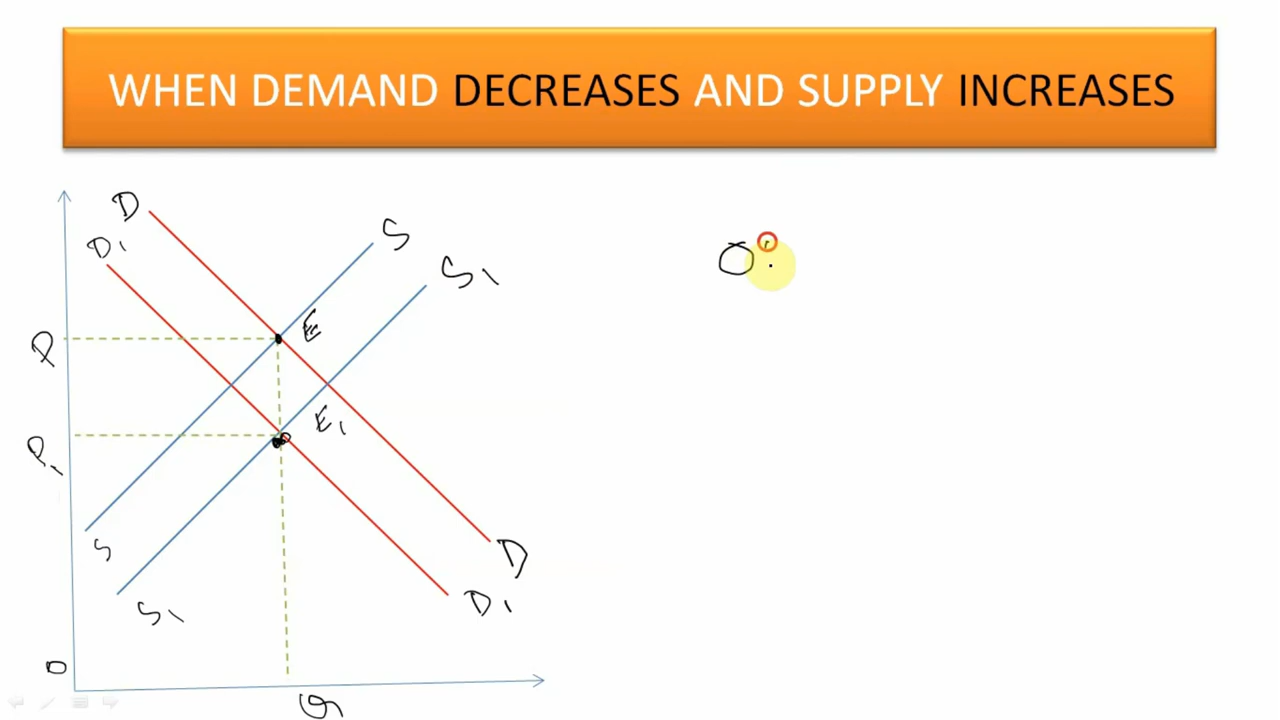 WHEN DEMAND DECREASES AND SUPPLY INCREASES
D
D1
S
S1
E
P
E1
P1
S
D
S1
D1
O
Q